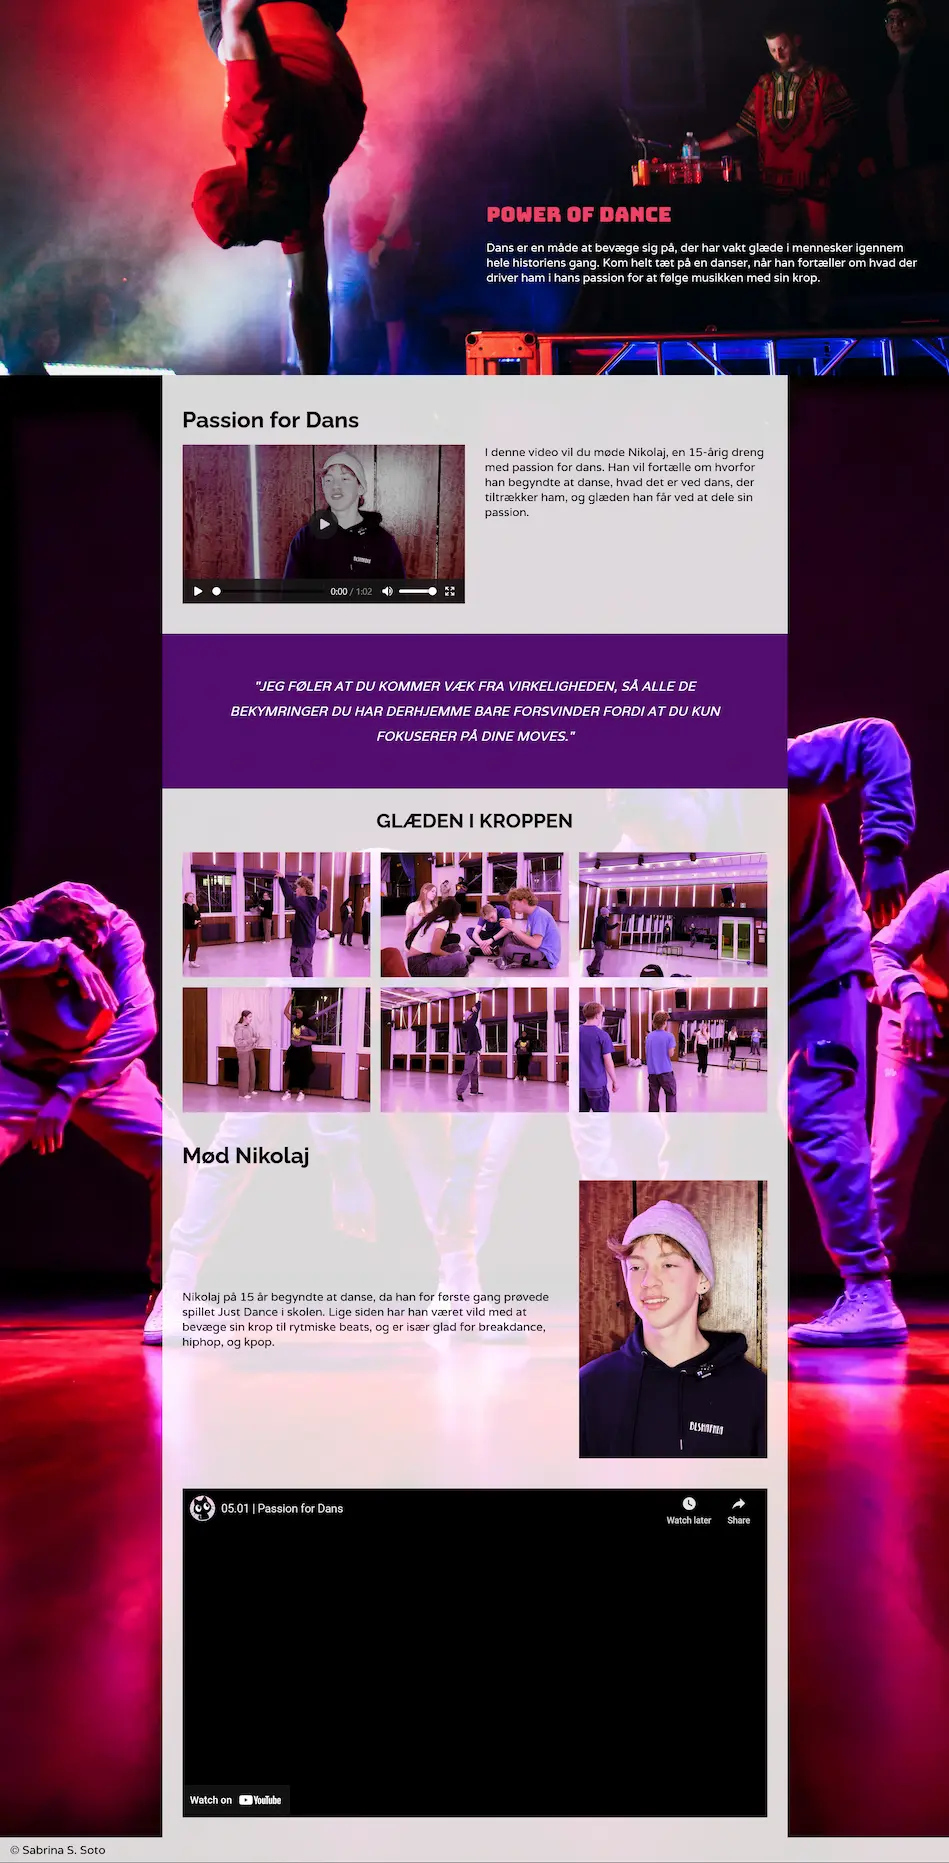 POWER OF DANCE
Dans er en måde at bevæge sig på, der har vakt glæde i mennesker igennem
hele historiens gang. Kom helt tæt på en danser, når han fortæller om hvad der
driver ham i hans passion for at følge musikken med sin krop.
Passion for Dans
I denne video vil du møde Nikolaj, en 15-årig dreng
med passion for dans. Han vil fortælle om hvorfor
han begyndte at danse, hvad det er ved dans, der
tiltrækker ham, og glæden han får ved at dele sin
passion.
0:00 / 1:02
"JEG FØLER AT DU KOMMER VÆK FRA VIRKELIGHEDEN, SÅ ALLE DE
BEKYMRINGER DU HAR DERHJEMME BARE FORSVINDER FORDI AT DU KUN
FOKUSERER PÅ DINE MOVES."
GLÆDEN I KROPPEN
Mød Nikolaj
Nikolaj på 15 år begyndte at danse, da han for første gang prøvede
spillet Just Dance i skolen. Lige siden har han været vild med at
bevæge sin krop til rytmiske beats, og er især glad for breakdance,
hiphop, og kpop.
05.01 | Passion for Dans
Watch later
Share
Watch on YouTube
© Sabrina S. Soto